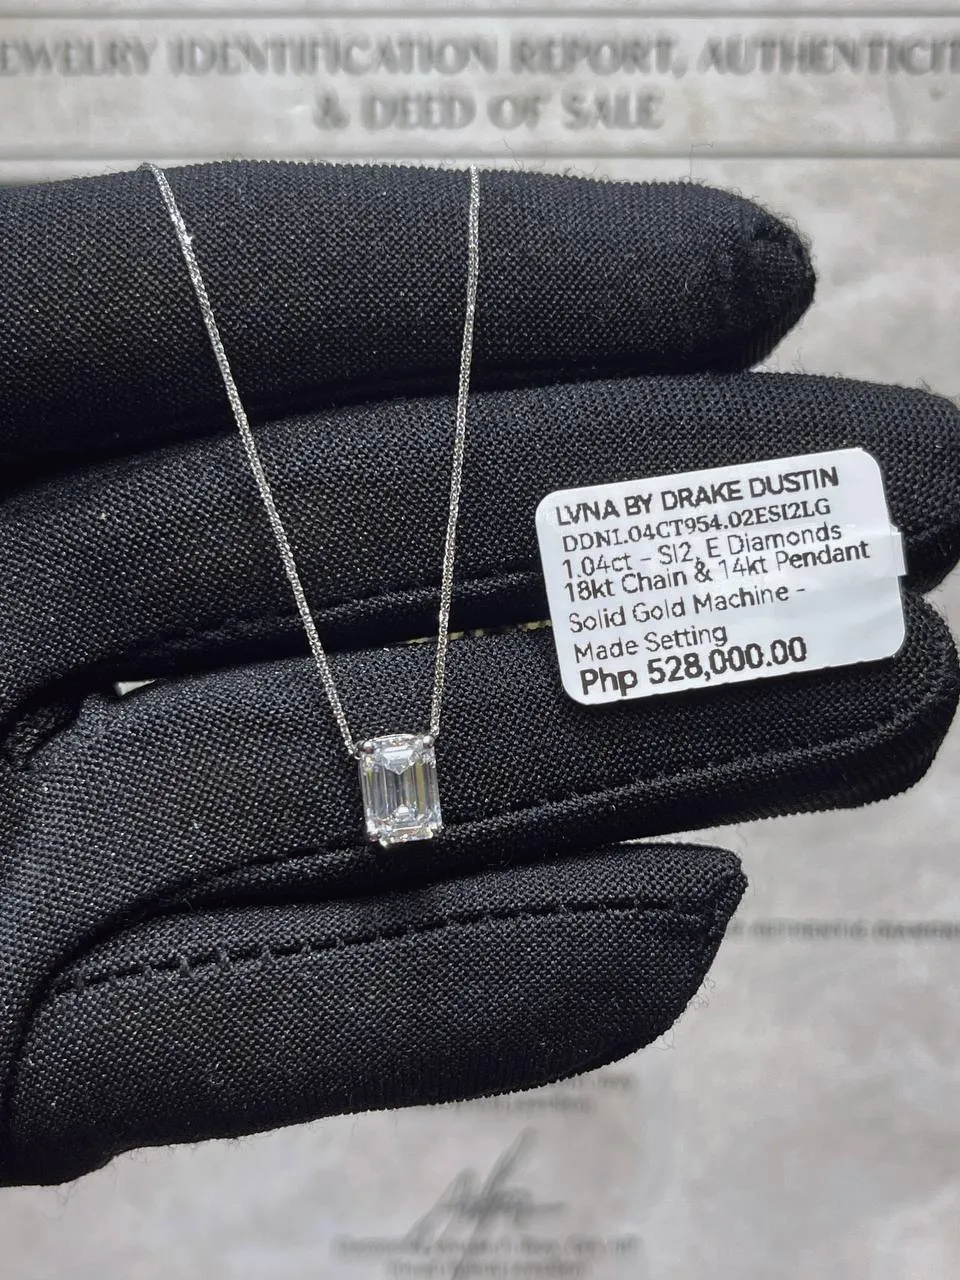 EWELRY IDENTIFICATION REPORT, AUTHENTICIT
& DEED OF SALE
LVNA BY DRAKE DUSTIN
DDN1.04CT954.02ESI2LG
1.04ct - SI2, E Diamonds
18kt Chain & 14kt Pendant
Solid Gold Machine -
Made Setting
Php 528,000.00